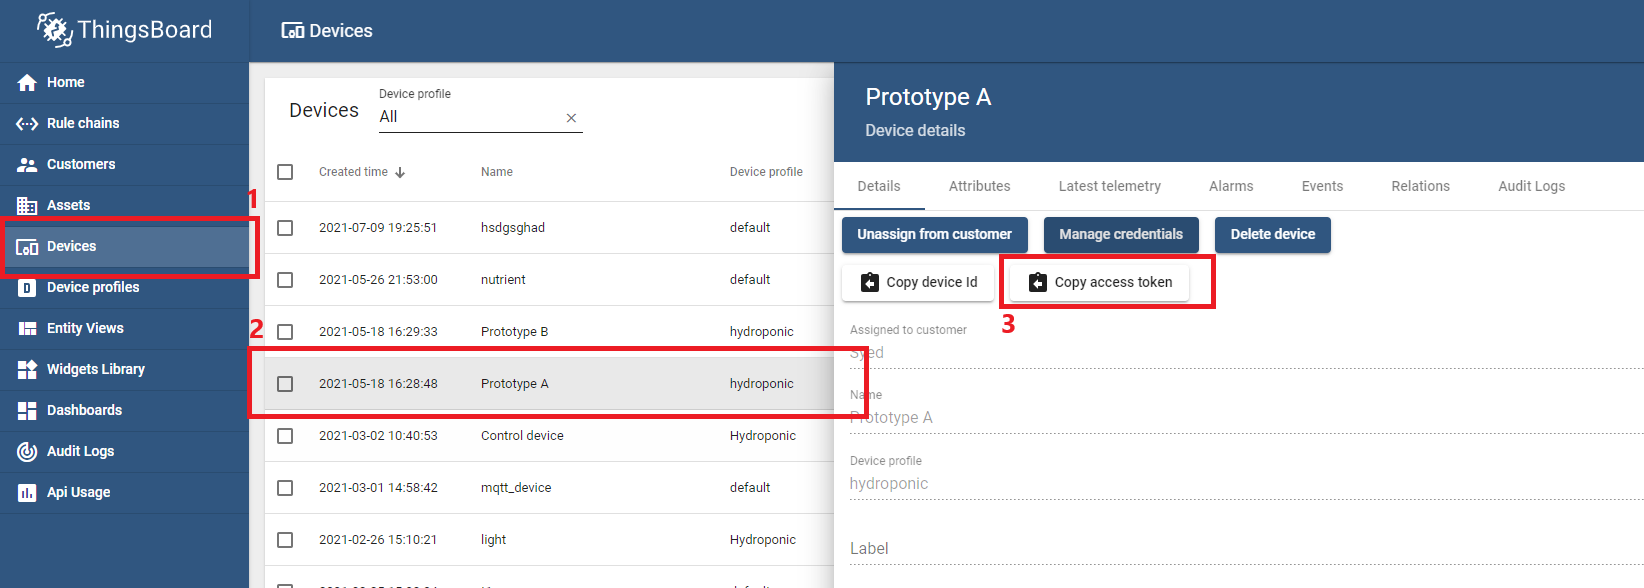 ThingsBoard
Devices
Home
Rule chains
Customers
Assets
1
Devices
Device profiles
Entity Views
Widgets Library
Dashboards
Audit Logs
Api Usage
Devices
Device profile
All
Created time Name Device profile
2021-07-09 19:25:51 hsdgsghad default
2021-05-26 21:53:00 nutrient default
2
2021-05-18 16:29:33 Prototype B hydroponic
2021-05-18 16:28:48 Prototype A hydroponic
2021-03-02 10:40:53 Control device Hydroponic
2021-03-01 14:58:42 mqtt_device default
2021-02-26 15:10:21 light Hydroponic
Prototype A
Device details
Details Attributes Latest telemetry Alarms Events Relations Audit Logs
Unassign from customer Manage credentials Delete device
Copy device Id Copy access token
3
Assigned to customer
Syed
Name
Prototype A
Device profile
hydroponic
Label